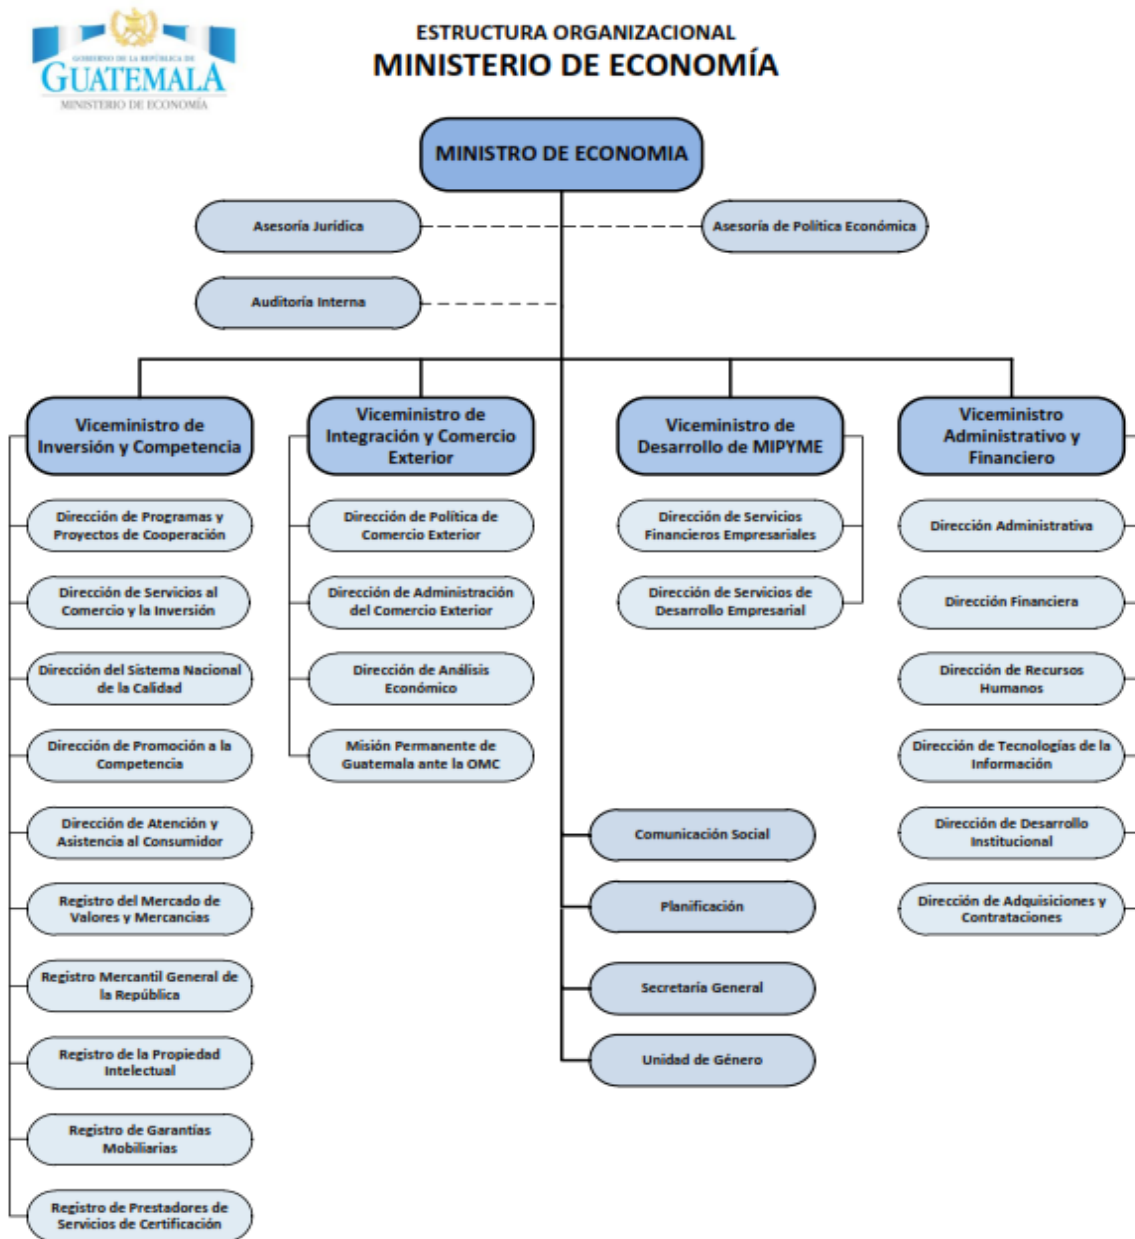 GOBIERNO DE LA REPÚBLICA DE
GUATEMALA
MINISTERIO DE ECONOMÍA
ESTRUCTURA ORGANIZACIONAL
MINISTERIO DE ECONOMÍA
MINISTRO DE ECONOMIA
Asesoría Jurídica
Asesoría de Política Económica
Auditoría Interna
Viceministro de
Inversión y Competencia
Dirección de Programas y
Proyectos de Cooperación
Dirección de Servicios al
Comercio y la Inversión
Dirección del Sistema Nacional
de la Calidad
Dirección de Promoción a la
Competencia
Dirección de Atención y
Asistencia al Consumidor
Registro del Mercado de
Valores y Mercancias
Registro Mercantil General de
la República
Registro de la Propiedad
Intelectual
Registro de Garantías
Mobiliarias
Registro de Prestadores de
Servicios de Certificación
Viceministro de
Integración y Comercio
Exterior
Dirección de Política de
Comercio Exterior
Dirección de Administración
del Comercio Exterior
Dirección de Análisis
Económico
Misión Permanente de
Guatemala ante la OMC
Viceministro de
Desarrollo de MIPYME
Dirección de Servicios
Financieros Empresariales
Dirección de Servicios de
Desarrollo Empresarial
Comunicación Social
Planificación
Secretaría General
Unidad de Género
Viceministro
Administrativo y
Financiero
Dirección Administrativa
Dirección Financiera
Dirección de Recursos
Humanos
Dirección de Tecnologías de la
Información
Dirección de Desarrollo
Institucional
Dirección de Adquisiciones y
Contrataciones